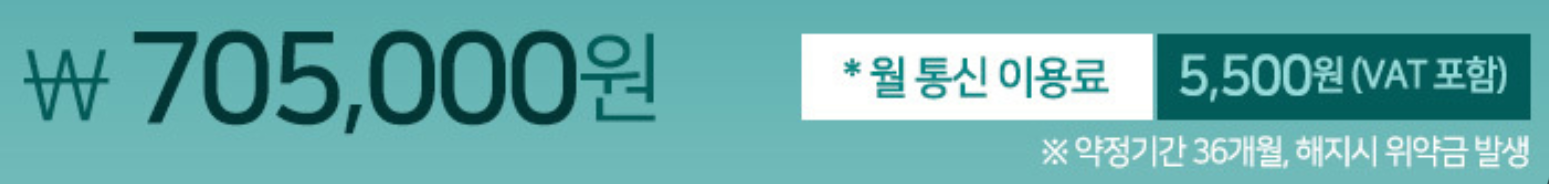 ₩ 705,000원
* 월 통신 이용료 5,500원 (VAT 포함)
※ 약정기간 36개월, 해지시 위약금 발생